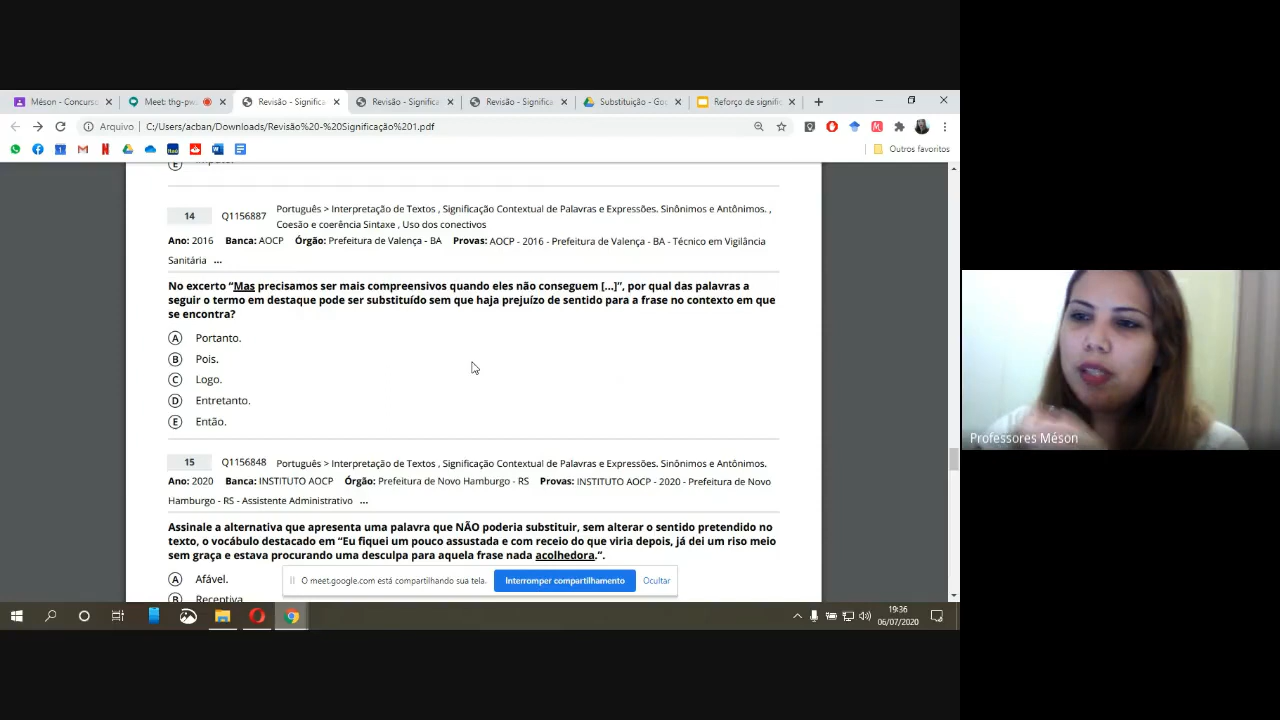 Méson - Concurso
Meet: thg-pw
Revisão - Significa
Revisão - Significa
Revisão - Significa
Substituição - Goo
Reforço de signific
Arquivo
C:/Users/acban/Downloads/Revisão%20-%20Significação%201.pdf
Outros favoritos
14
Q1156887
Português > Interpretação de Textos , Significação Contextual de Palavras e Expressões. Sinônimos e Antônimos. ,
Coesão e coerência Sintaxe , Uso dos conectivos
Ano: 2016 Banca: AOCP Órgão: Prefeitura de Valença - BA Provas: AOCP - 2016 - Prefeitura de Valença - BA - Técnico em Vigilância
Sanitária ...
No excerto “Mas precisamos ser mais compreensivos quando eles não conseguem [...]”, por qual das palavras a
seguir o termo em destaque pode ser substituído sem que haja prejuízo de sentido para a frase no contexto em que
se encontra?
A Portanto.
B Pois.
C Logo.
D Entretanto.
E Então.
15
Q1156848
Português > Interpretação de Textos , Significação Contextual de Palavras e Expressões. Sinônimos e Antônimos.
Ano: 2020 Banca: INSTITUTO AOCP Órgão: Prefeitura de Novo Hamburgo - RS Provas: INSTITUTO AOCP - 2020 - Prefeitura de Novo
Hamburgo - RS - Assistente Administrativo ...
Assinale a alternativa que apresenta uma palavra que NÃO poderia substituir, sem alterar o sentido pretendido no
texto, o vocábulo destacado em “Eu fiquei um pouco assustada e com receio do que viria depois, já dei um riso meio
sem graça e estava procurando uma desculpa para aquela frase nada acolhedora.”.
A Afável.
B Receptiva
O meet.google.com está compartilhando sua tela.
Interromper compartilhamento
Ocultar
19:36
06/07/2020
Professores Méson